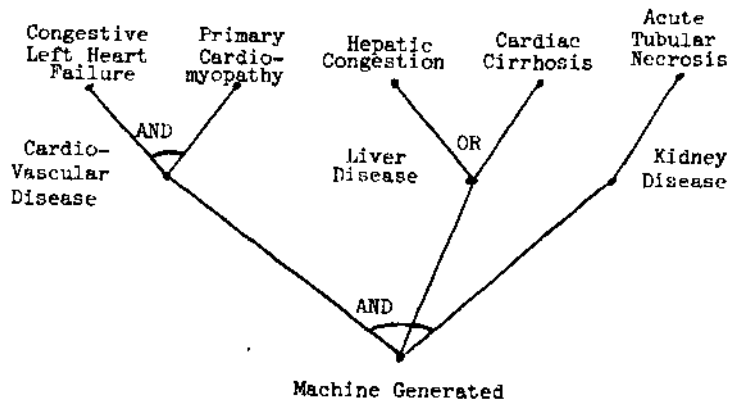 Congestive
Left Heart
Failure
Primary
Cardio-
myopathy
Hepatic
Congestion
Cardiac
Cirrhosis
Acute
Tubular
Necrosis
AND
OR
Cardio-
Vascular
Disease
Liver
Disease
Kidney
Disease
AND
Machine Generated